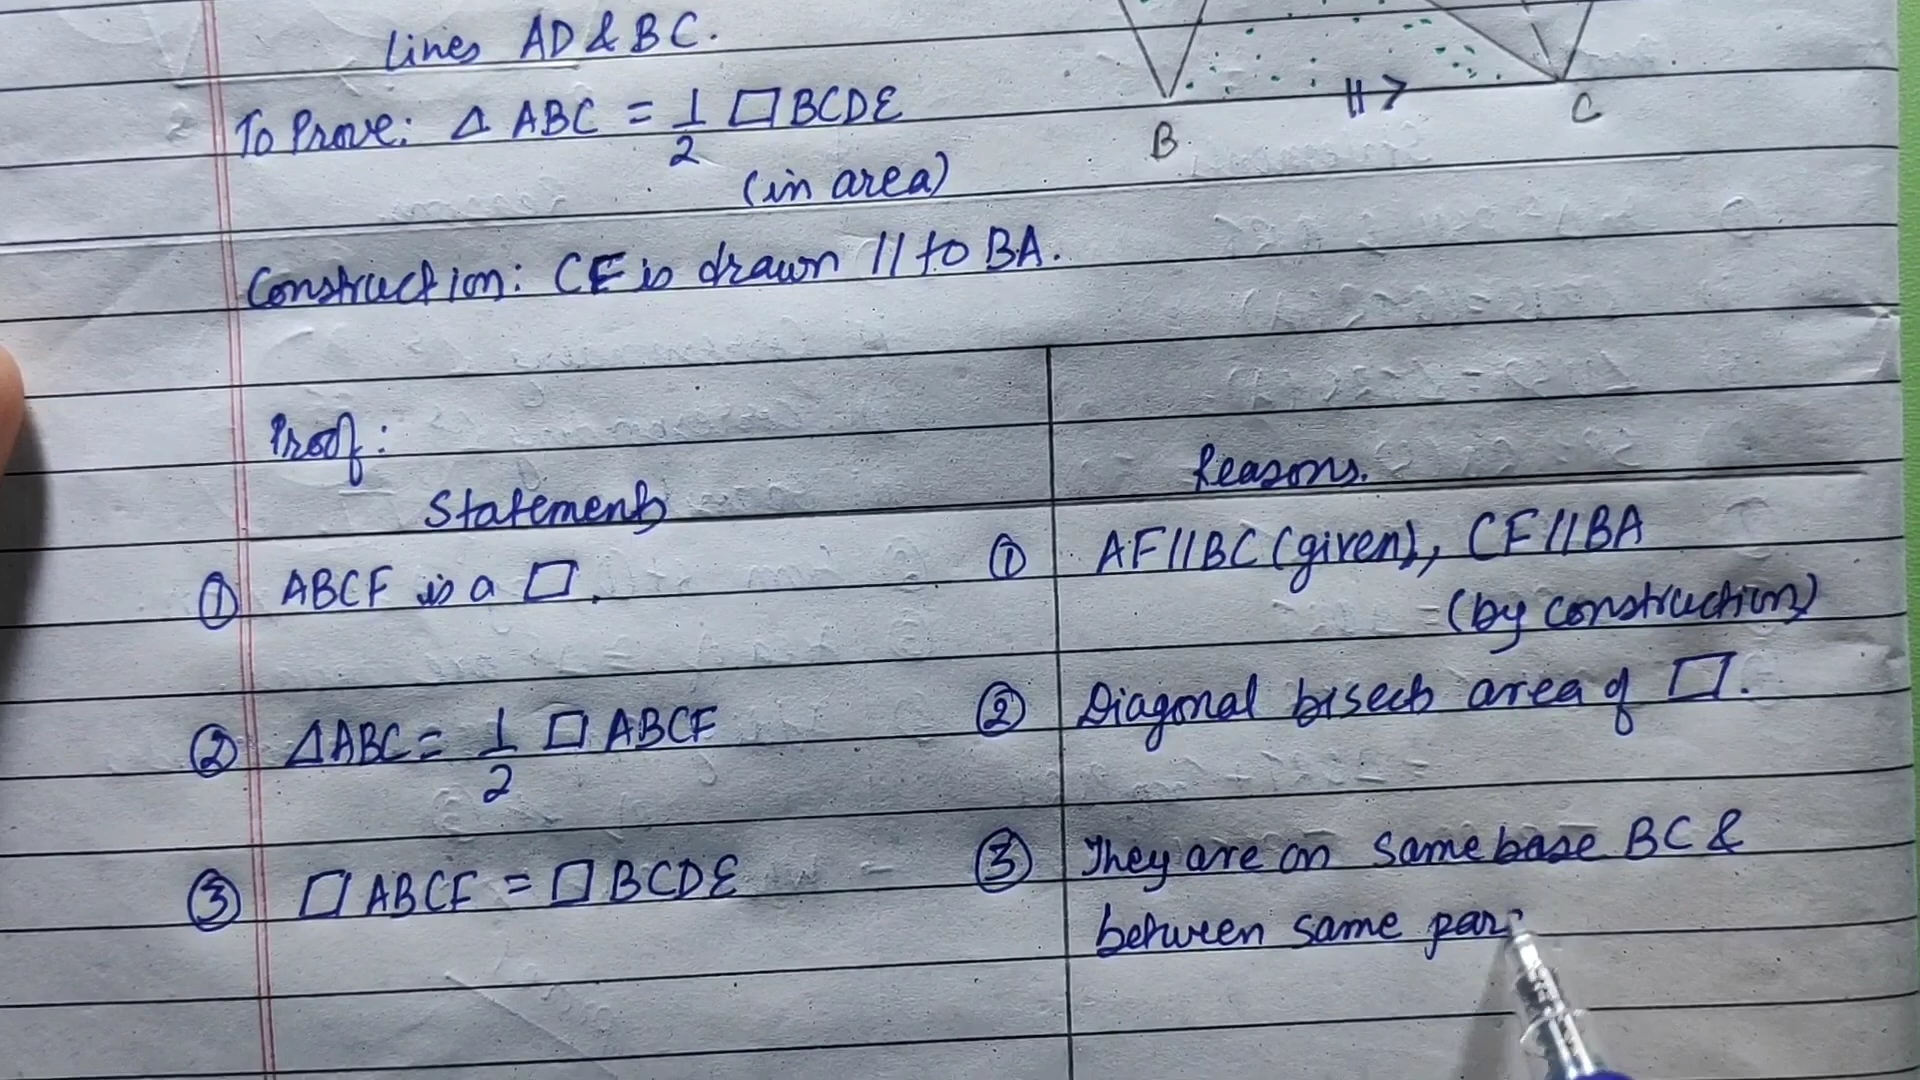 lines AD & BC.
To Prove: △ ABC = 1/2 ▱ BCDE
(in area)
B
C
Construction: CF is drawn // to BA.
Proof:
Statements
Reasons.
① ABCF is a ▱.
① AF//BC (given), CF//BA
(by construction)
② △ABC = 1/2 ▱ ABCF
② Diagonal bisects area of ▱.
③ ▱ ABCF = ▱ BCDE
③ They are on same base BC &
between same par